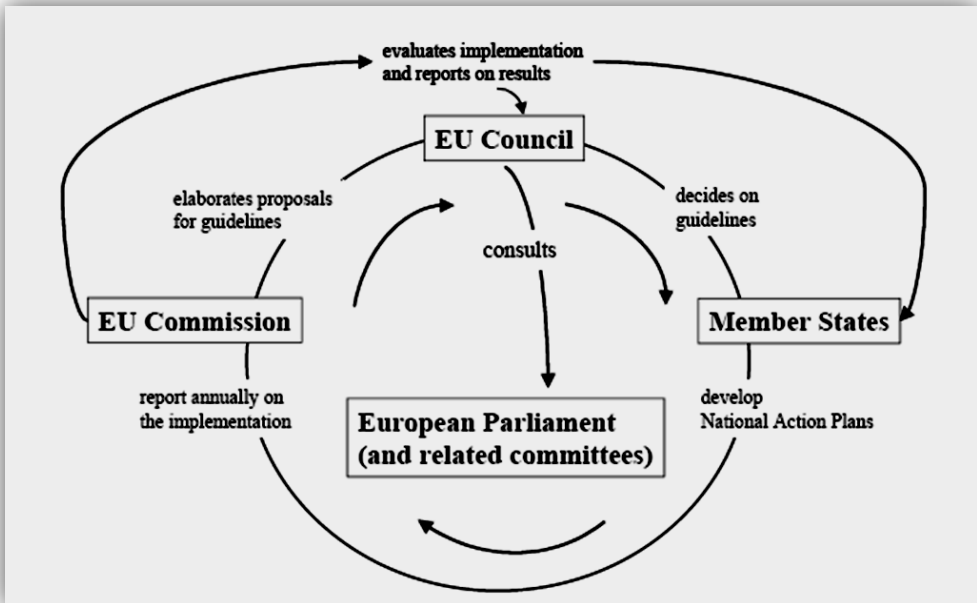 evaluates implementation
and reports on results
EU Council
elaborates proposals
for guidelines
decides on
guidelines
consults
EU Commission
Member States
report annually on
the implementation
develop
National Action Plans
European Parliament
(and related committees)